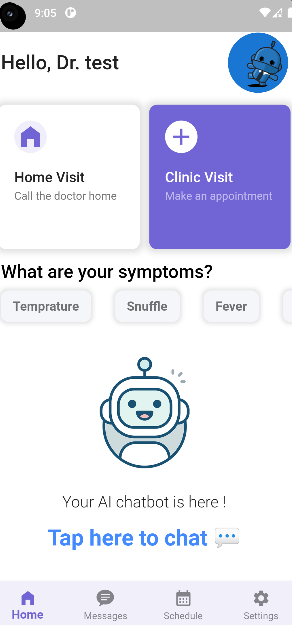 9:05
Hello, Dr. test
Home Visit
Call the doctor home
Clinic Visit
Make an appointment
What are your symptoms?
Temprature Snuffle Fever
Your AI chatbot is here !
Tap here to chat 💬
Home Messages Schedule Settings